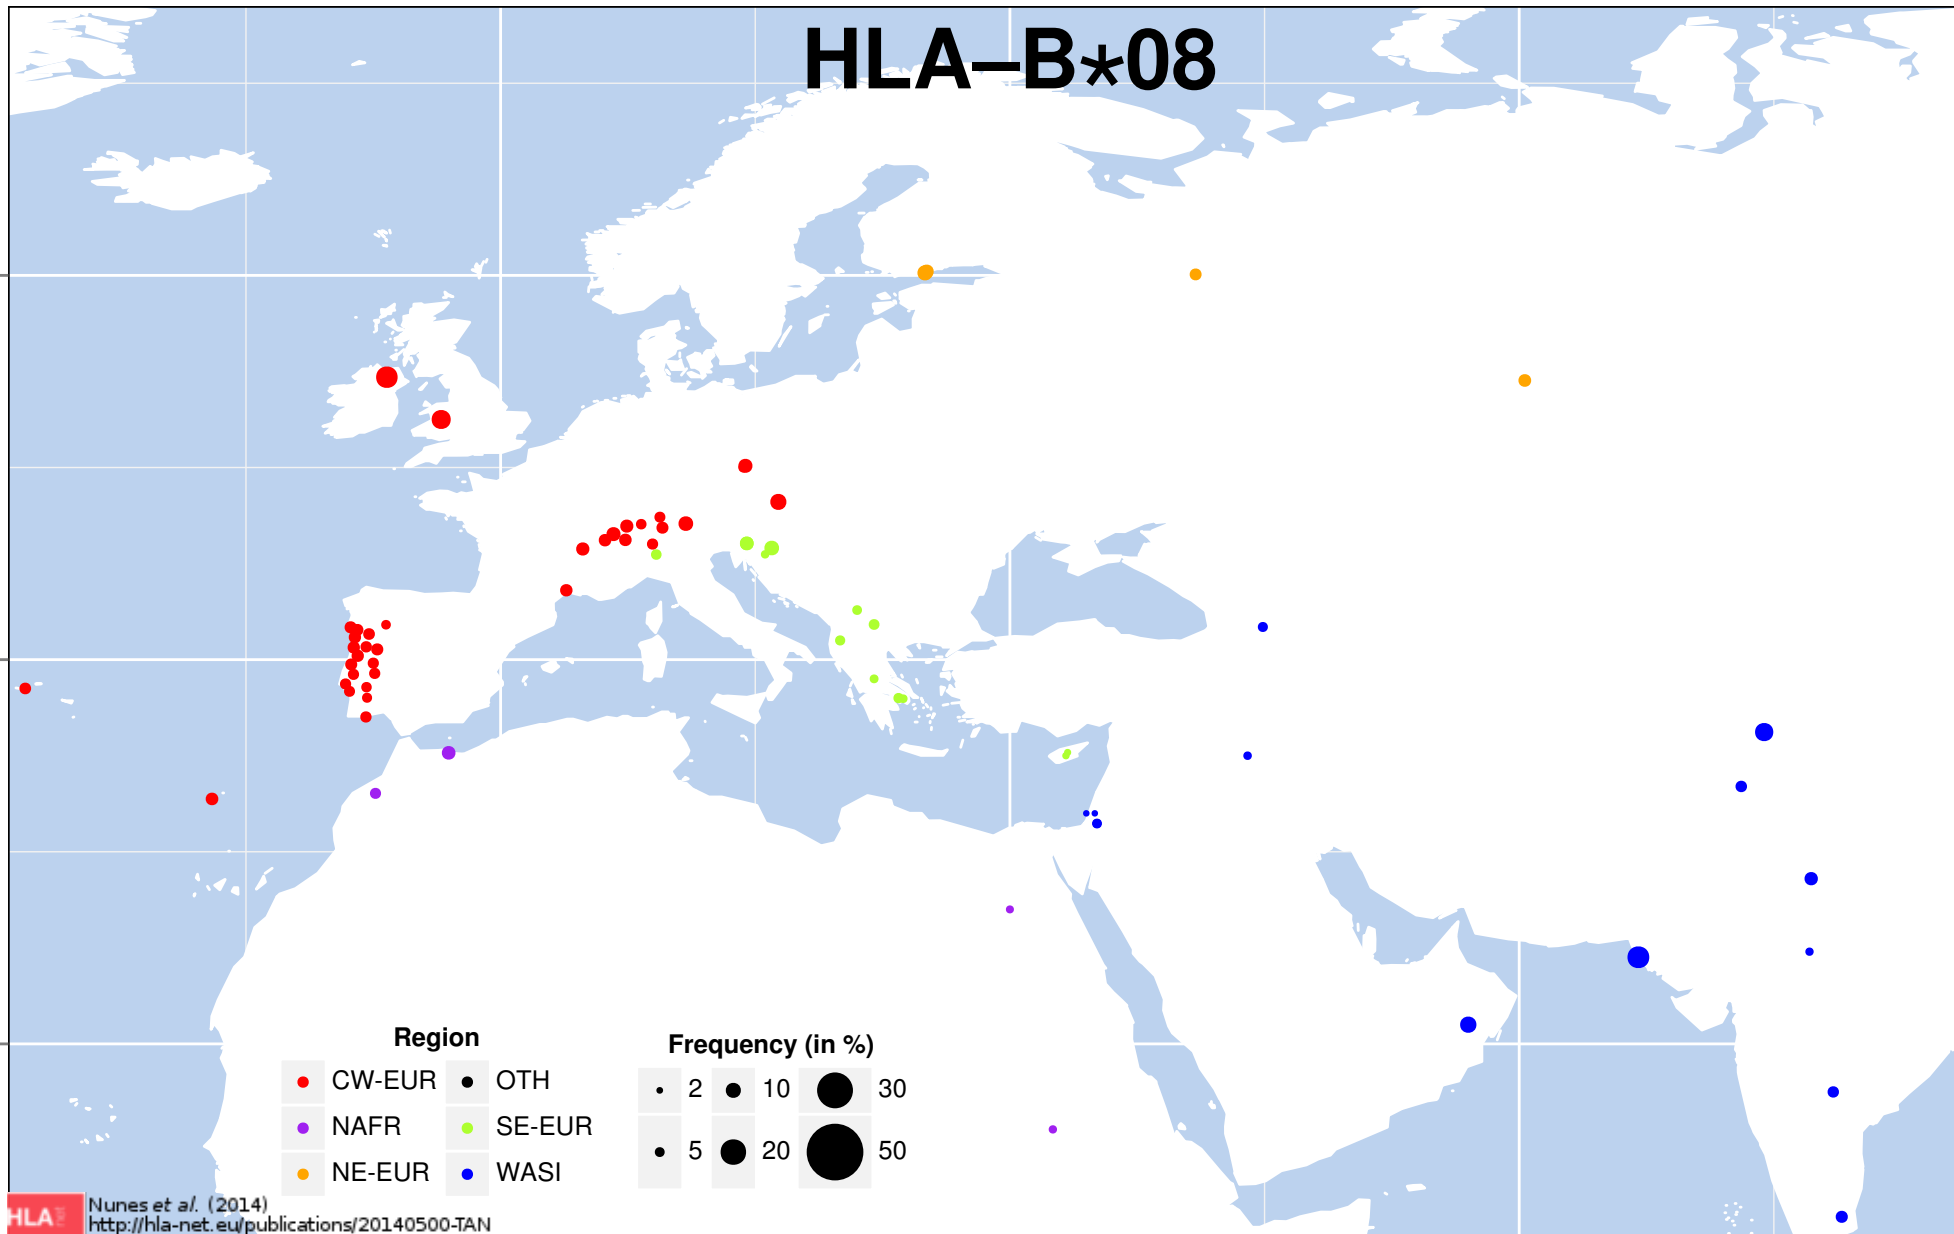 HLA–B*08
Region
CW-EUR
OTH
NAFR
SE-EUR
NE-EUR
WASI
Frequency (in %)
2
10
30
5
20
50
HLA net
Nunes et al. (2014)
http://hla-net.eu/publications/20140500-TAN